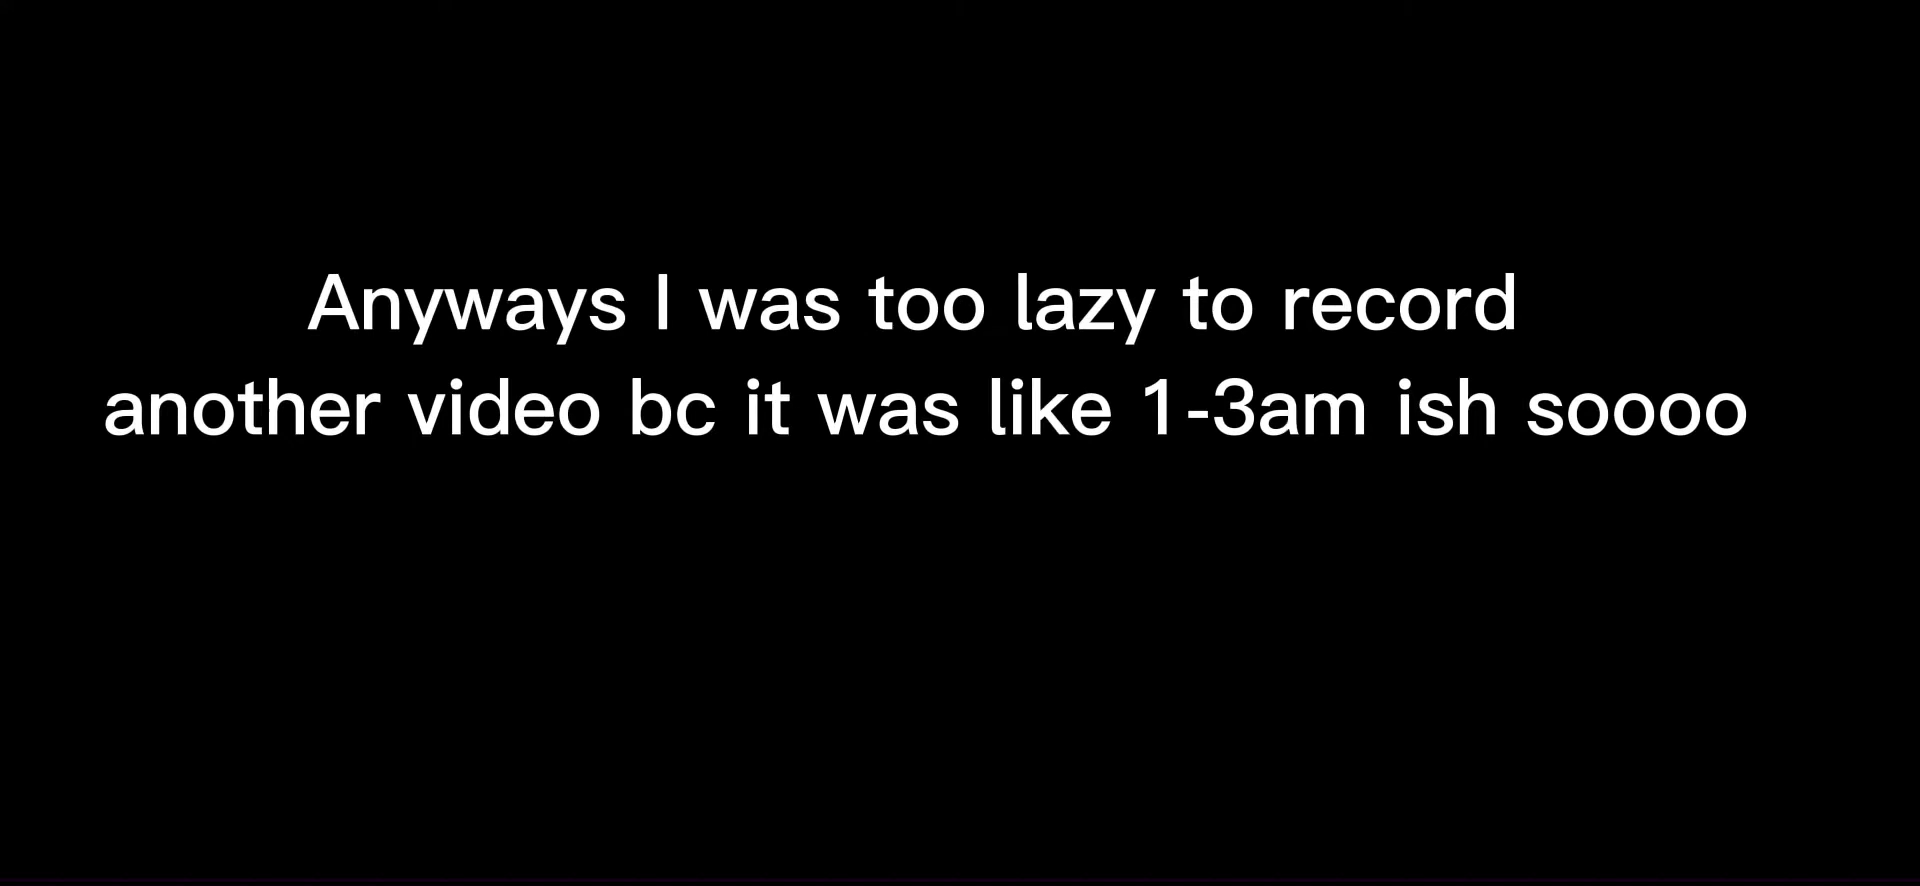 Anyways I was too lazy to record
another video bc it was like 1-3am ish soooo